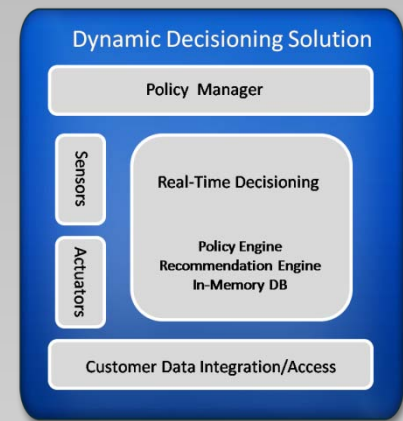 Dynamic Decisioning Solution
Policy Manager
Sensors
Actuators
Real-Time Decisioning
Policy Engine
Recommendation Engine
In-Memory DB
Customer Data Integration/Access